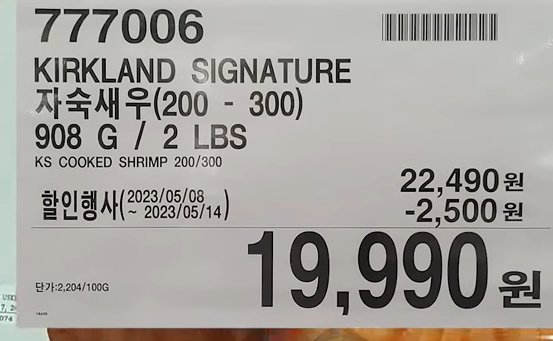 777006
KIRKLAND SIGNATURE
자숙새우(200 - 300)
908 G / 2 LBS
KS COOKED SHRIMP 200/300
22,490원
할인행사(2023/05/08 ~ 2023/05/14)
-2,500원
19,990원
단가:2,204/100G